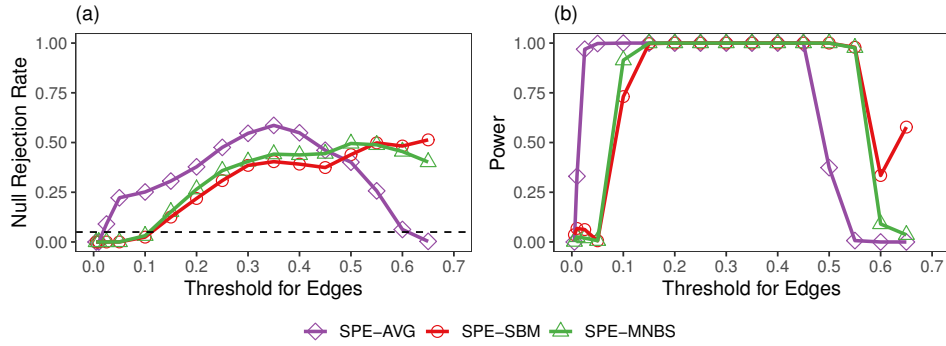 (a)
(b)
Null Rejection Rate
1.00
0.75
0.50
0.25
0.00
0.0 0.1 0.2 0.3 0.4 0.5 0.6 0.7
Threshold for Edges
Power
1.00
0.75
0.50
0.25
0.00
0.0 0.1 0.2 0.3 0.4 0.5 0.6 0.7
Threshold for Edges
SPE−AVG SPE−SBM SPE−MNBS